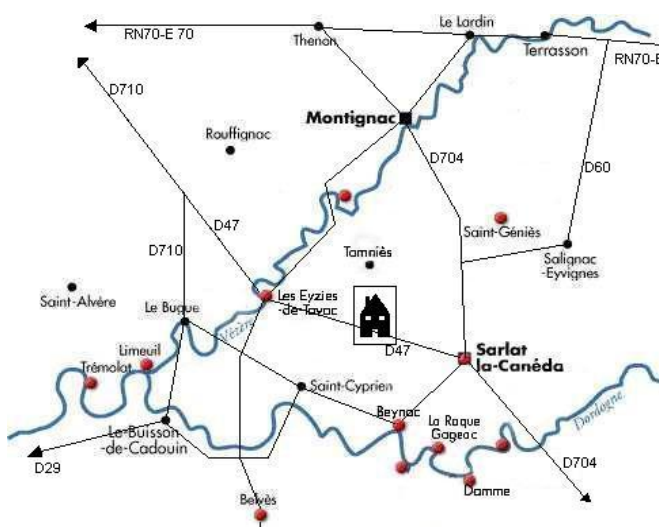 Le Lardin
RN70-E 70
Thenon
Terrasson
RN70-E
D710
Montignac
Rouffignac
D704
D60
D47
D710
Saint-Géniès
Tamniès
Salignac
-Eyvignes
Saint-Alvère
Les Eyzies
-de-Tayac
Le Bugue
Vézère
D47
Sarlat
la-Canéda
Limeuil
Trémolat
Saint-Cyprien
Beynac
La Roque
Gageac
Dordogne
Le-Buisson
-de-Cadouin
D29
D704
Domme
Belvès